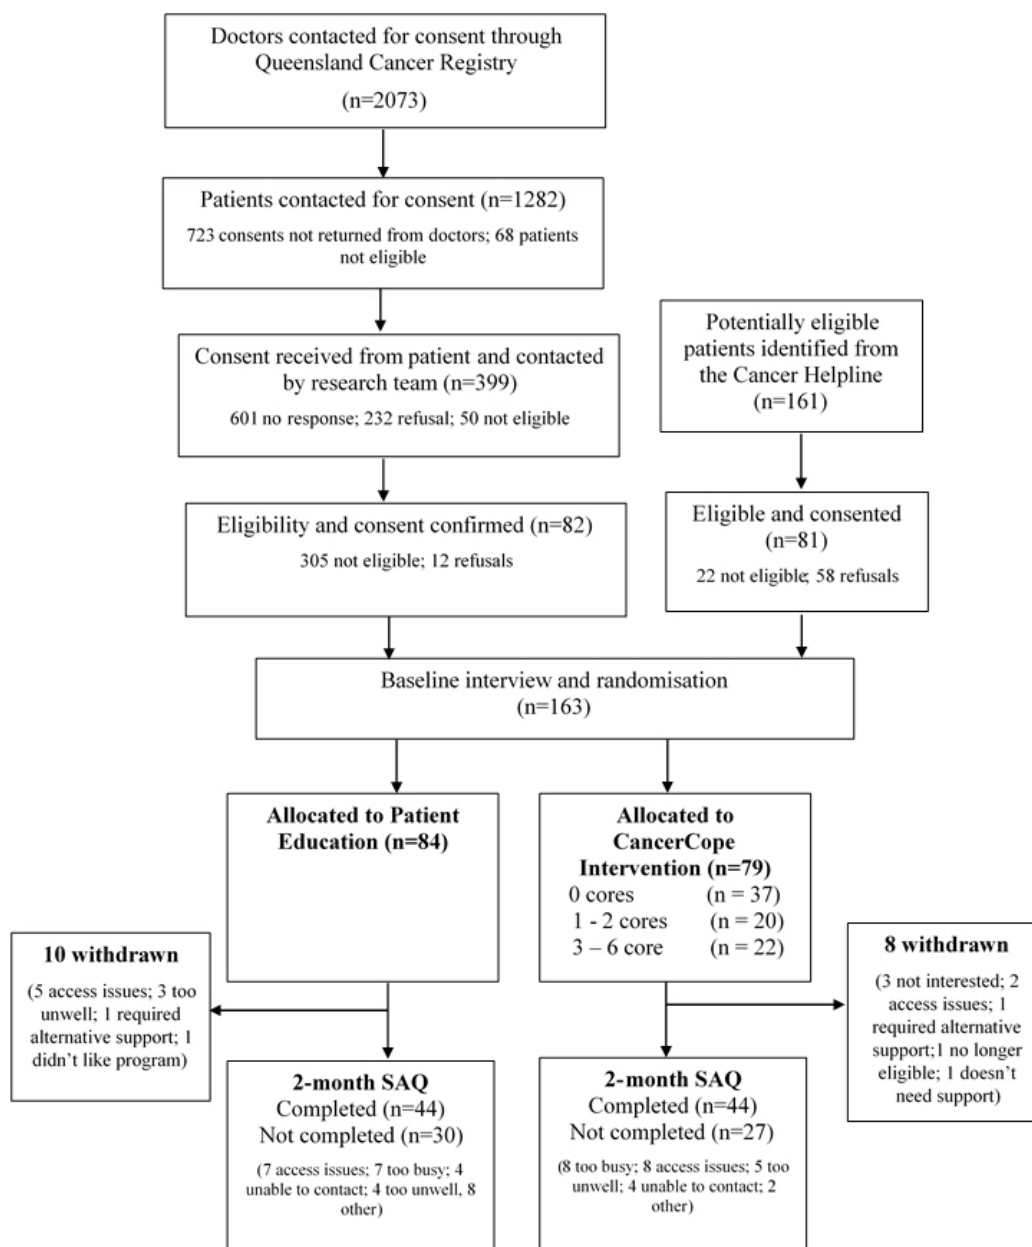 Doctors contacted for consent through
Queensland Cancer Registry
(n=2073)
Patients contacted for consent (n=1282)
723 consents not returned from doctors; 68 patients
not eligible
Consent received from patient and contacted
by research team (n=399)
601 no response; 232 refusal; 50 not eligible
Potentially eligible
patients identified from
the Cancer Helpline
(n=161)
Eligibility and consent confirmed (n=82)
305 not eligible; 12 refusals
Eligible and consented
(n=81)
22 not eligible; 58 refusals
Baseline interview and randomisation
(n=163)
Allocated to Patient
Education (n=84)
Allocated to
CancerCope
Intervention (n=79)
0 cores (n = 37)
1 - 2 cores (n = 20)
3 – 6 core (n = 22)
10 withdrawn
(5 access issues; 3 too
unwell; 1 required
alternative support; 1
didn't like program)
8 withdrawn
(3 not interested; 2
access issues; 1
required alternative
support;1 no longer
eligible; 1 doesn't
need support)
2-month SAQ
Completed (n=44)
Not completed (n=30)
(7 access issues; 7 too busy; 4
unable to contact; 4 too unwell, 8
other)
2-month SAQ
Completed (n=44)
Not completed (n=27)
(8 too busy; 8 access issues; 5 too
unwell; 4 unable to contact; 2
other)